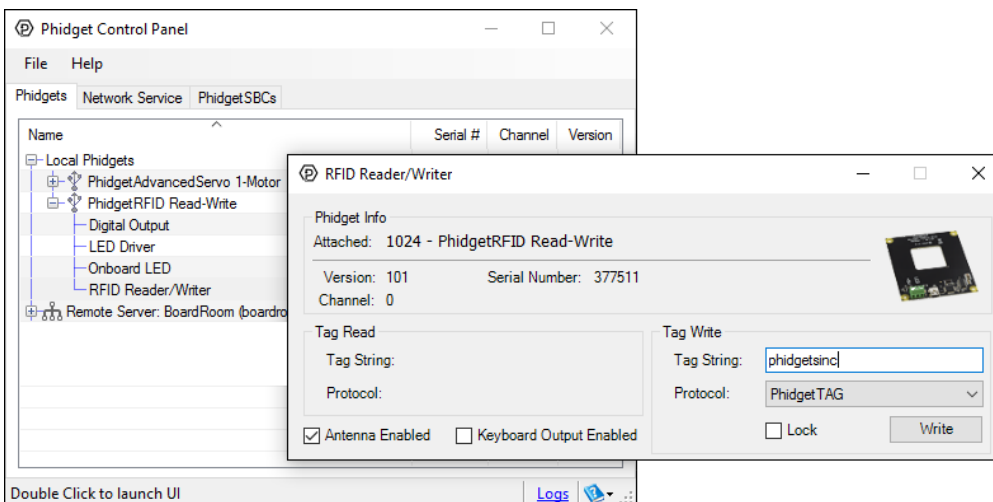 Phidget Control Panel
File Help
Phidgets Network Service PhidgetSBCs
Name Serial # Channel Version
Local Phidgets
PhidgetAdvancedServo 1-Motor
PhidgetRFID Read-Write
Digital Output
LED Driver
Onboard LED
RFID Reader/Writer
Remote Server: BoardRoom (boardro
Double Click to launch UI
Logs
RFID Reader/Writer
Phidget Info
Attached: 1024 - PhidgetRFID Read-Write
Version: 101 Serial Number: 377511
Channel: 0
Tag Read
Tag String:
Protocol:
Antenna Enabled Keyboard Output Enabled
Tag Write
Tag String: phidgetsinc
Protocol: PhidgetTAG
Lock Write